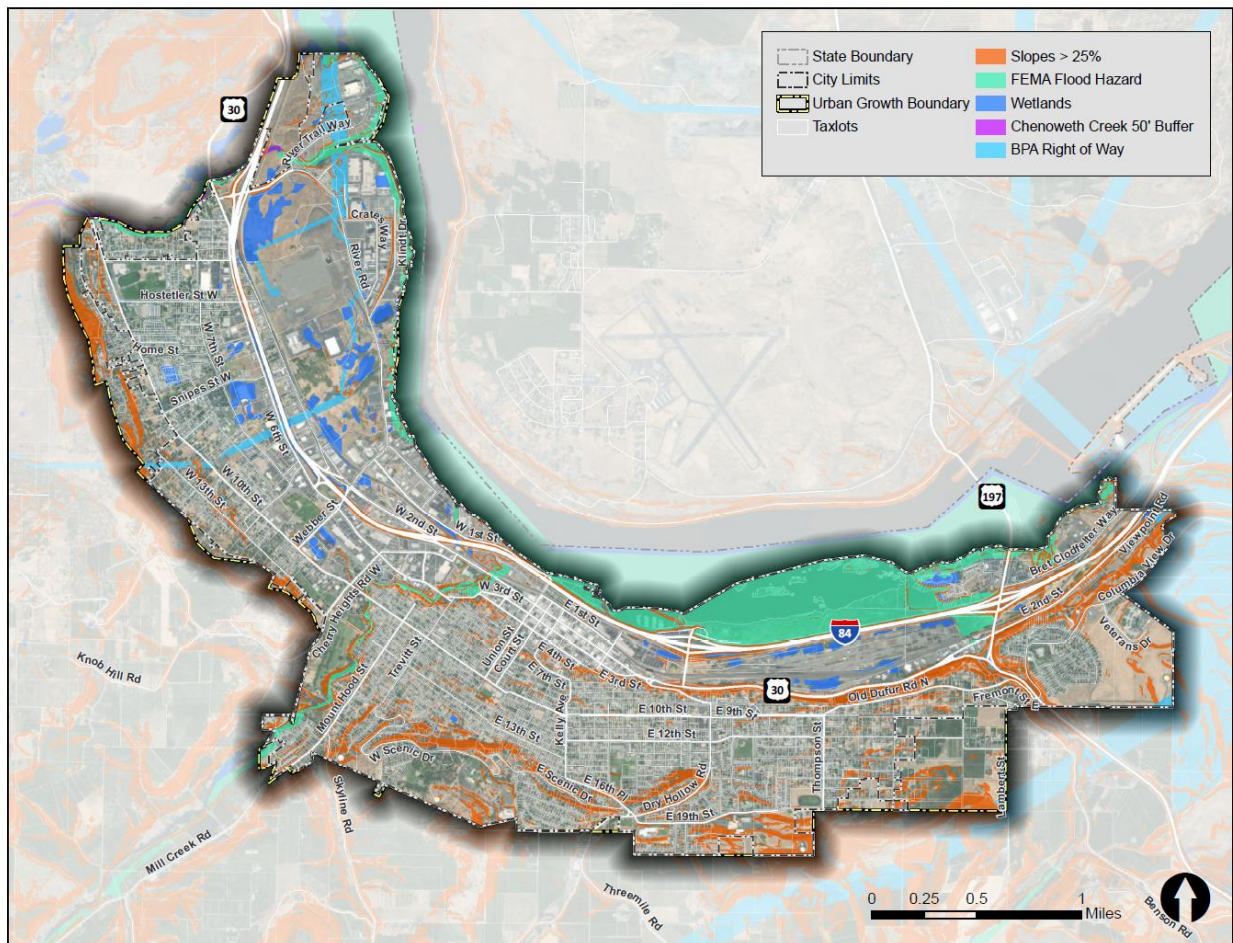 State Boundary
City Limits
Urban Growth Boundary
Taxlots
Slopes > 25%
FEMA Flood Hazard
Wetlands
Chenoweth Creek 50' Buffer
BPA Right of Way
30
River Trail Way
Crates Way
Klindt Dr
River Rd
Hostetler St W
W 7th St
Home St
Snipes St W
W 6th St
W 10th St
W 13th St
Webber St
W 2nd St
W 1st St
197
Bret Clodfelter Way
Viewpoint Rd
Columbia View Dr
E 2nd St
Veterans Dr
W 3rd St
E 1st St
84
Cherry Heights Rd W
Trevitt St
Union St
Court St
E 4th St
E 3rd St
E 7th St
30
Old Dufur Rd N
Fremont St
Knob Hill Rd
Mount Hood St
Kelly Ave
E 10th St
E 9th St
E 12th St
E 13th St
Thompson St
W Scenic Dr
E Scenic Dr
E 16th Pl
Dry Hollow Rd
E 19th St
Lambert St
Skyline Rd
Mill Creek Rd
Threemile Rd
Benson Rd
0 0.25 0.5 1
Miles